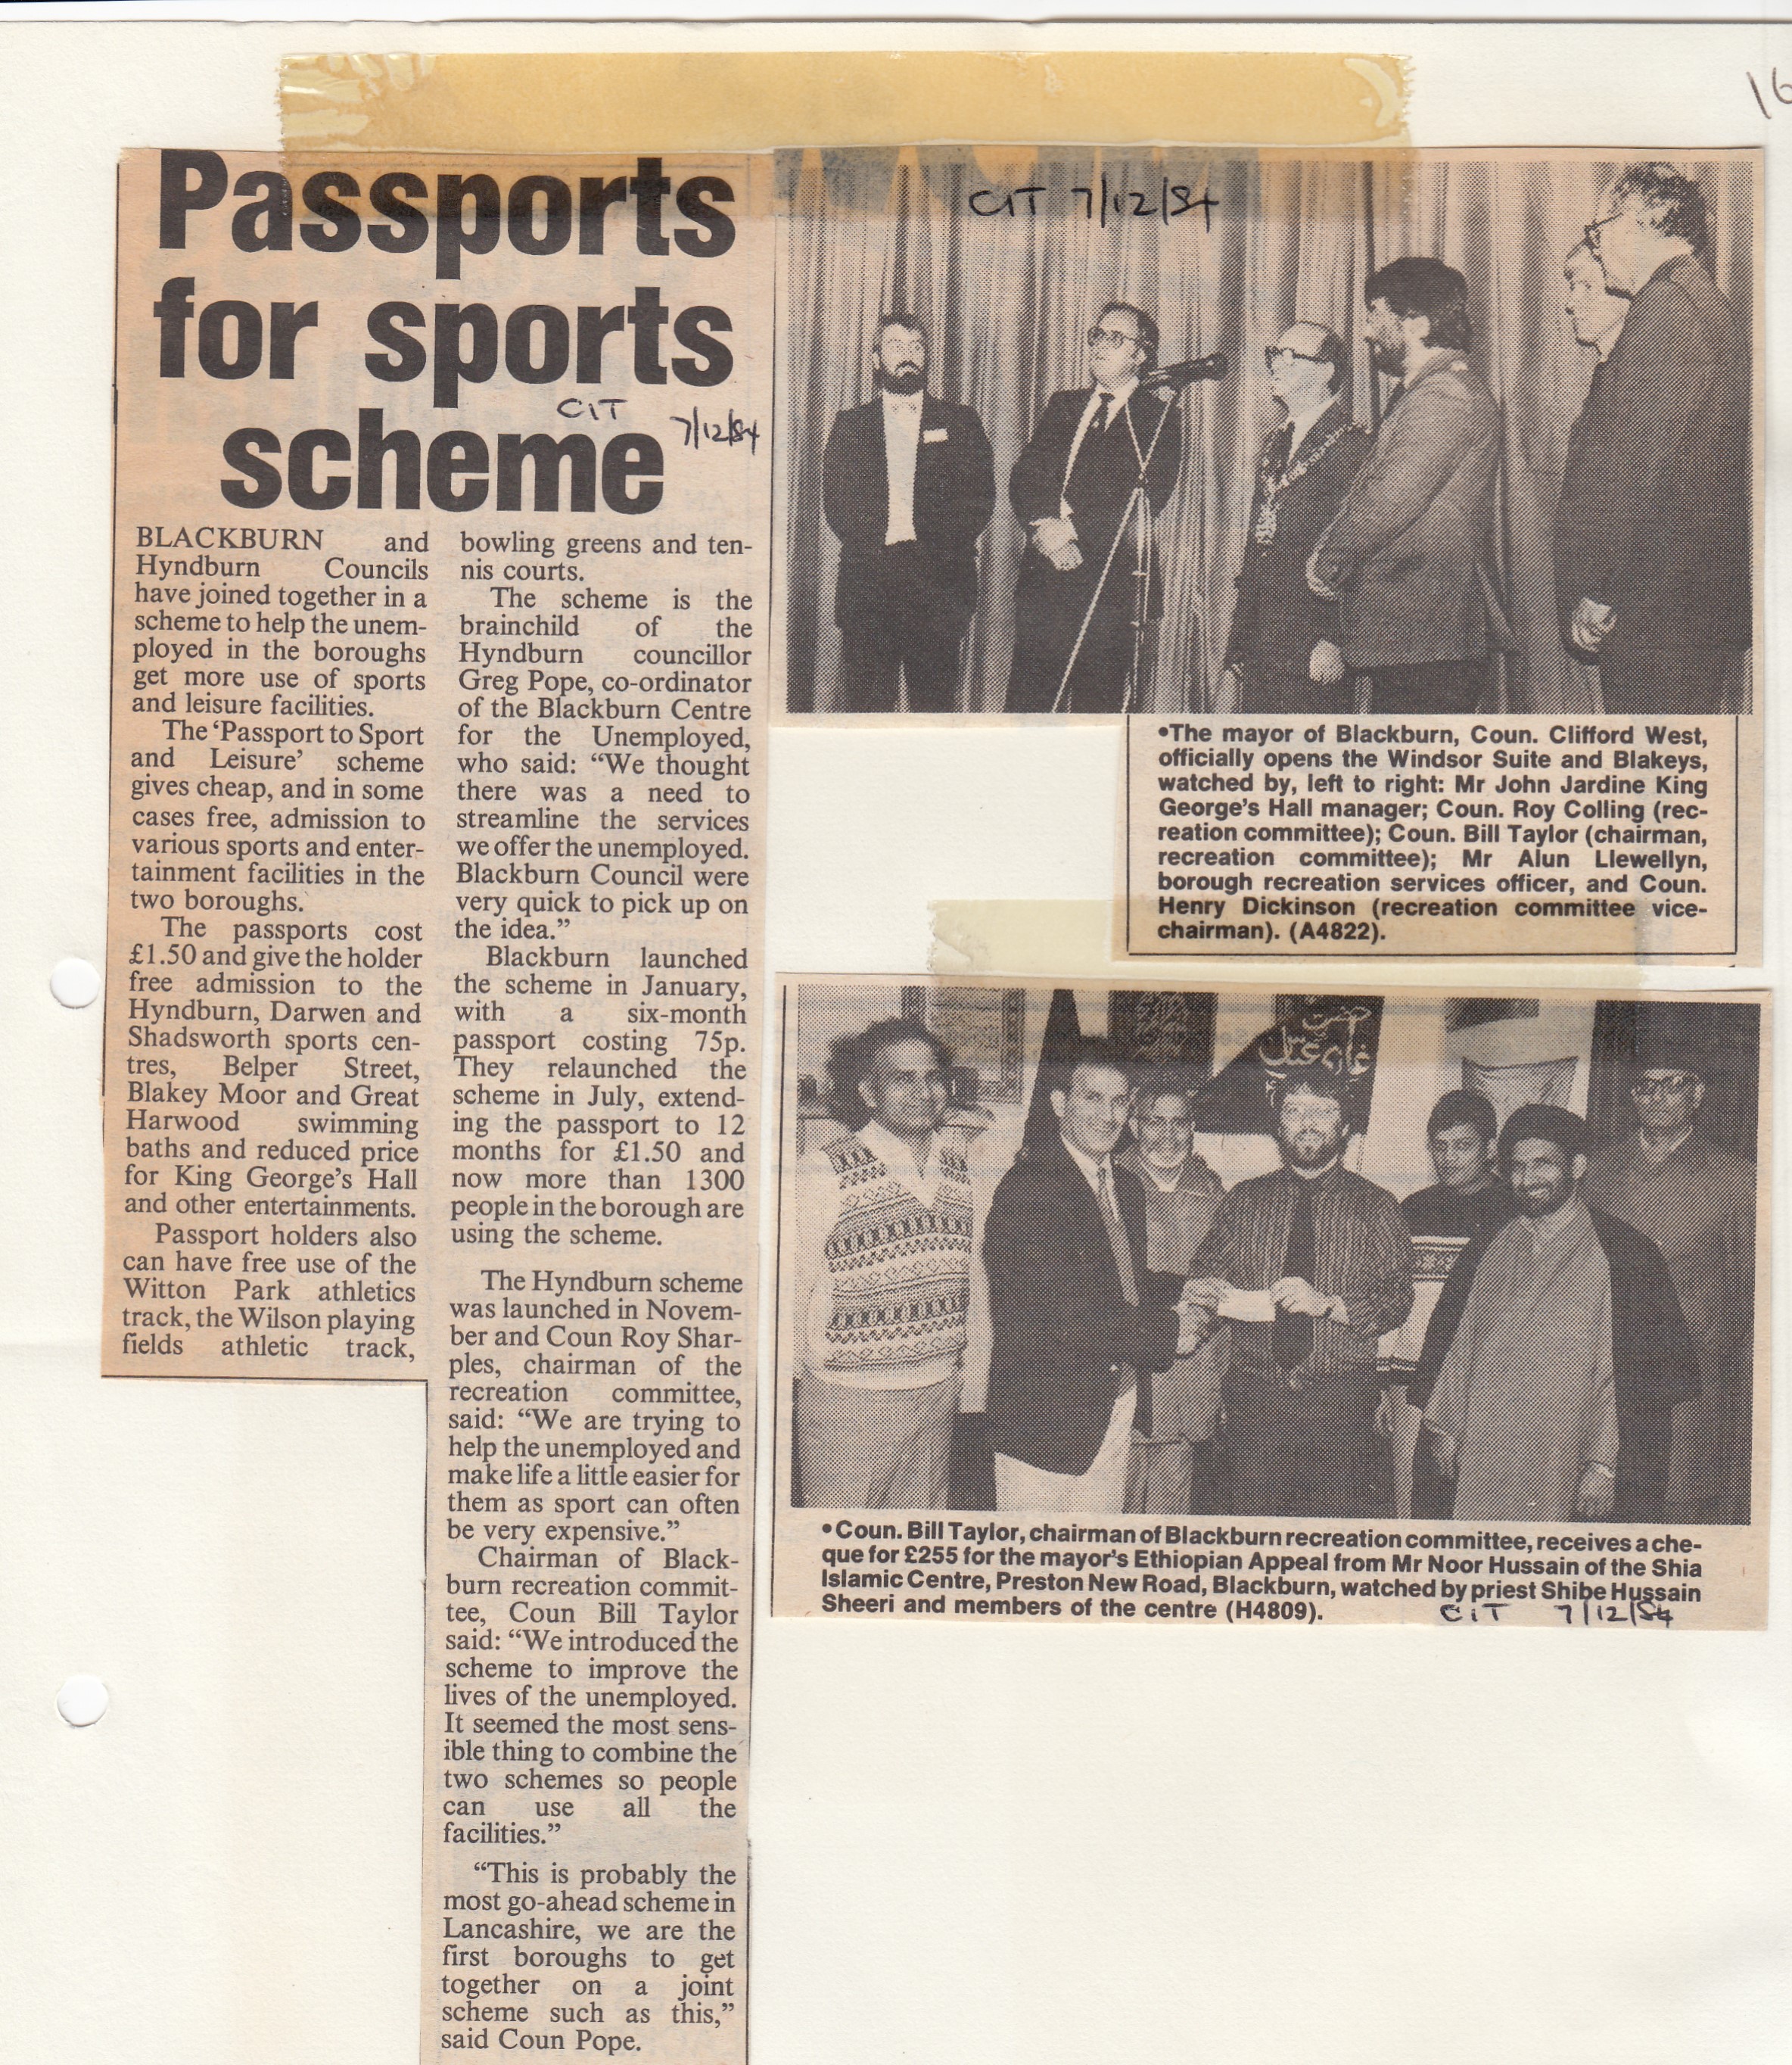 16
Passports
for sports
scheme
CIT
7/12/84
BLACKBURN and
Hyndburn Councils
have joined together in a
scheme to help the unem-
ployed in the boroughs
get more use of sports
and leisure facilities.
The ‘Passport to Sport
and Leisure’ scheme
gives cheap, and in some
cases free, admission to
various sports and enter-
tainment facilities in the
two boroughs.
The passports cost
£1.50 and give the holder
free admission to the
Hyndburn, Darwen and
Shadsworth sports cen-
tres, Belper Street,
Blakey Moor and Great
Harwood swimming
baths and reduced price
for King George’s Hall
and other entertainments.
Passport holders also
can have free use of the
Witton Park athletics
track, the Wilson playing
fields athletic track,
bowling greens and ten-
nis courts.
The scheme is the
brainchild of the
Hyndburn councillor
Greg Pope, co-ordinator
of the Blackburn Centre
for the Unemployed,
who said: “We thought
there was a need to
streamline the services
we offer the unemployed.
Blackburn Council were
very quick to pick up on
the idea.”
Blackburn launched
the scheme in January,
with a six-month
passport costing 75p.
They relaunched the
scheme in July, extend-
ing the passport to 12
months for £1.50 and
now more than 1300
people in the borough are
using the scheme.
The Hyndburn scheme
was launched in Novem-
ber and Coun Roy Shar-
ples, chairman of the
recreation committee,
said: “We are trying to
help the unemployed and
make life a little easier for
them as sport can often
be very expensive.”
Chairman of Black-
burn recreation commit-
tee, Coun Bill Taylor
said: “We introduced the
scheme to improve the
lives of the unemployed.
It seemed the most sens-
ible thing to combine the
two schemes so people
can use all the
facilities.”
“This is probably the
most go-ahead scheme in
Lancashire, we are the
first boroughs to get
together on a joint
scheme such as this,”
said Coun Pope.
CIT 7/12/84
•The mayor of Blackburn, Coun. Clifford West,
officially opens the Windsor Suite and Blakeys,
watched by, left to right: Mr John Jardine King
George’s Hall manager; Coun. Roy Colling (rec-
reation committee); Coun. Bill Taylor (chairman,
recreation committee); Mr Alun Llewellyn,
borough recreation services officer, and Coun.
Henry Dickinson (recreation committee vice-
chairman). (A4822).
•Coun. Bill Taylor, chairman of Blackburn recreation committee, receives a che-
que for £255 for the mayor’s Ethiopian Appeal from Mr Noor Hussain of the Shia
Islamic Centre, Preston New Road, Blackburn, watched by priest Shibe Hussain
Sheeri and members of the centre (H4809).
CIT 7/12/84